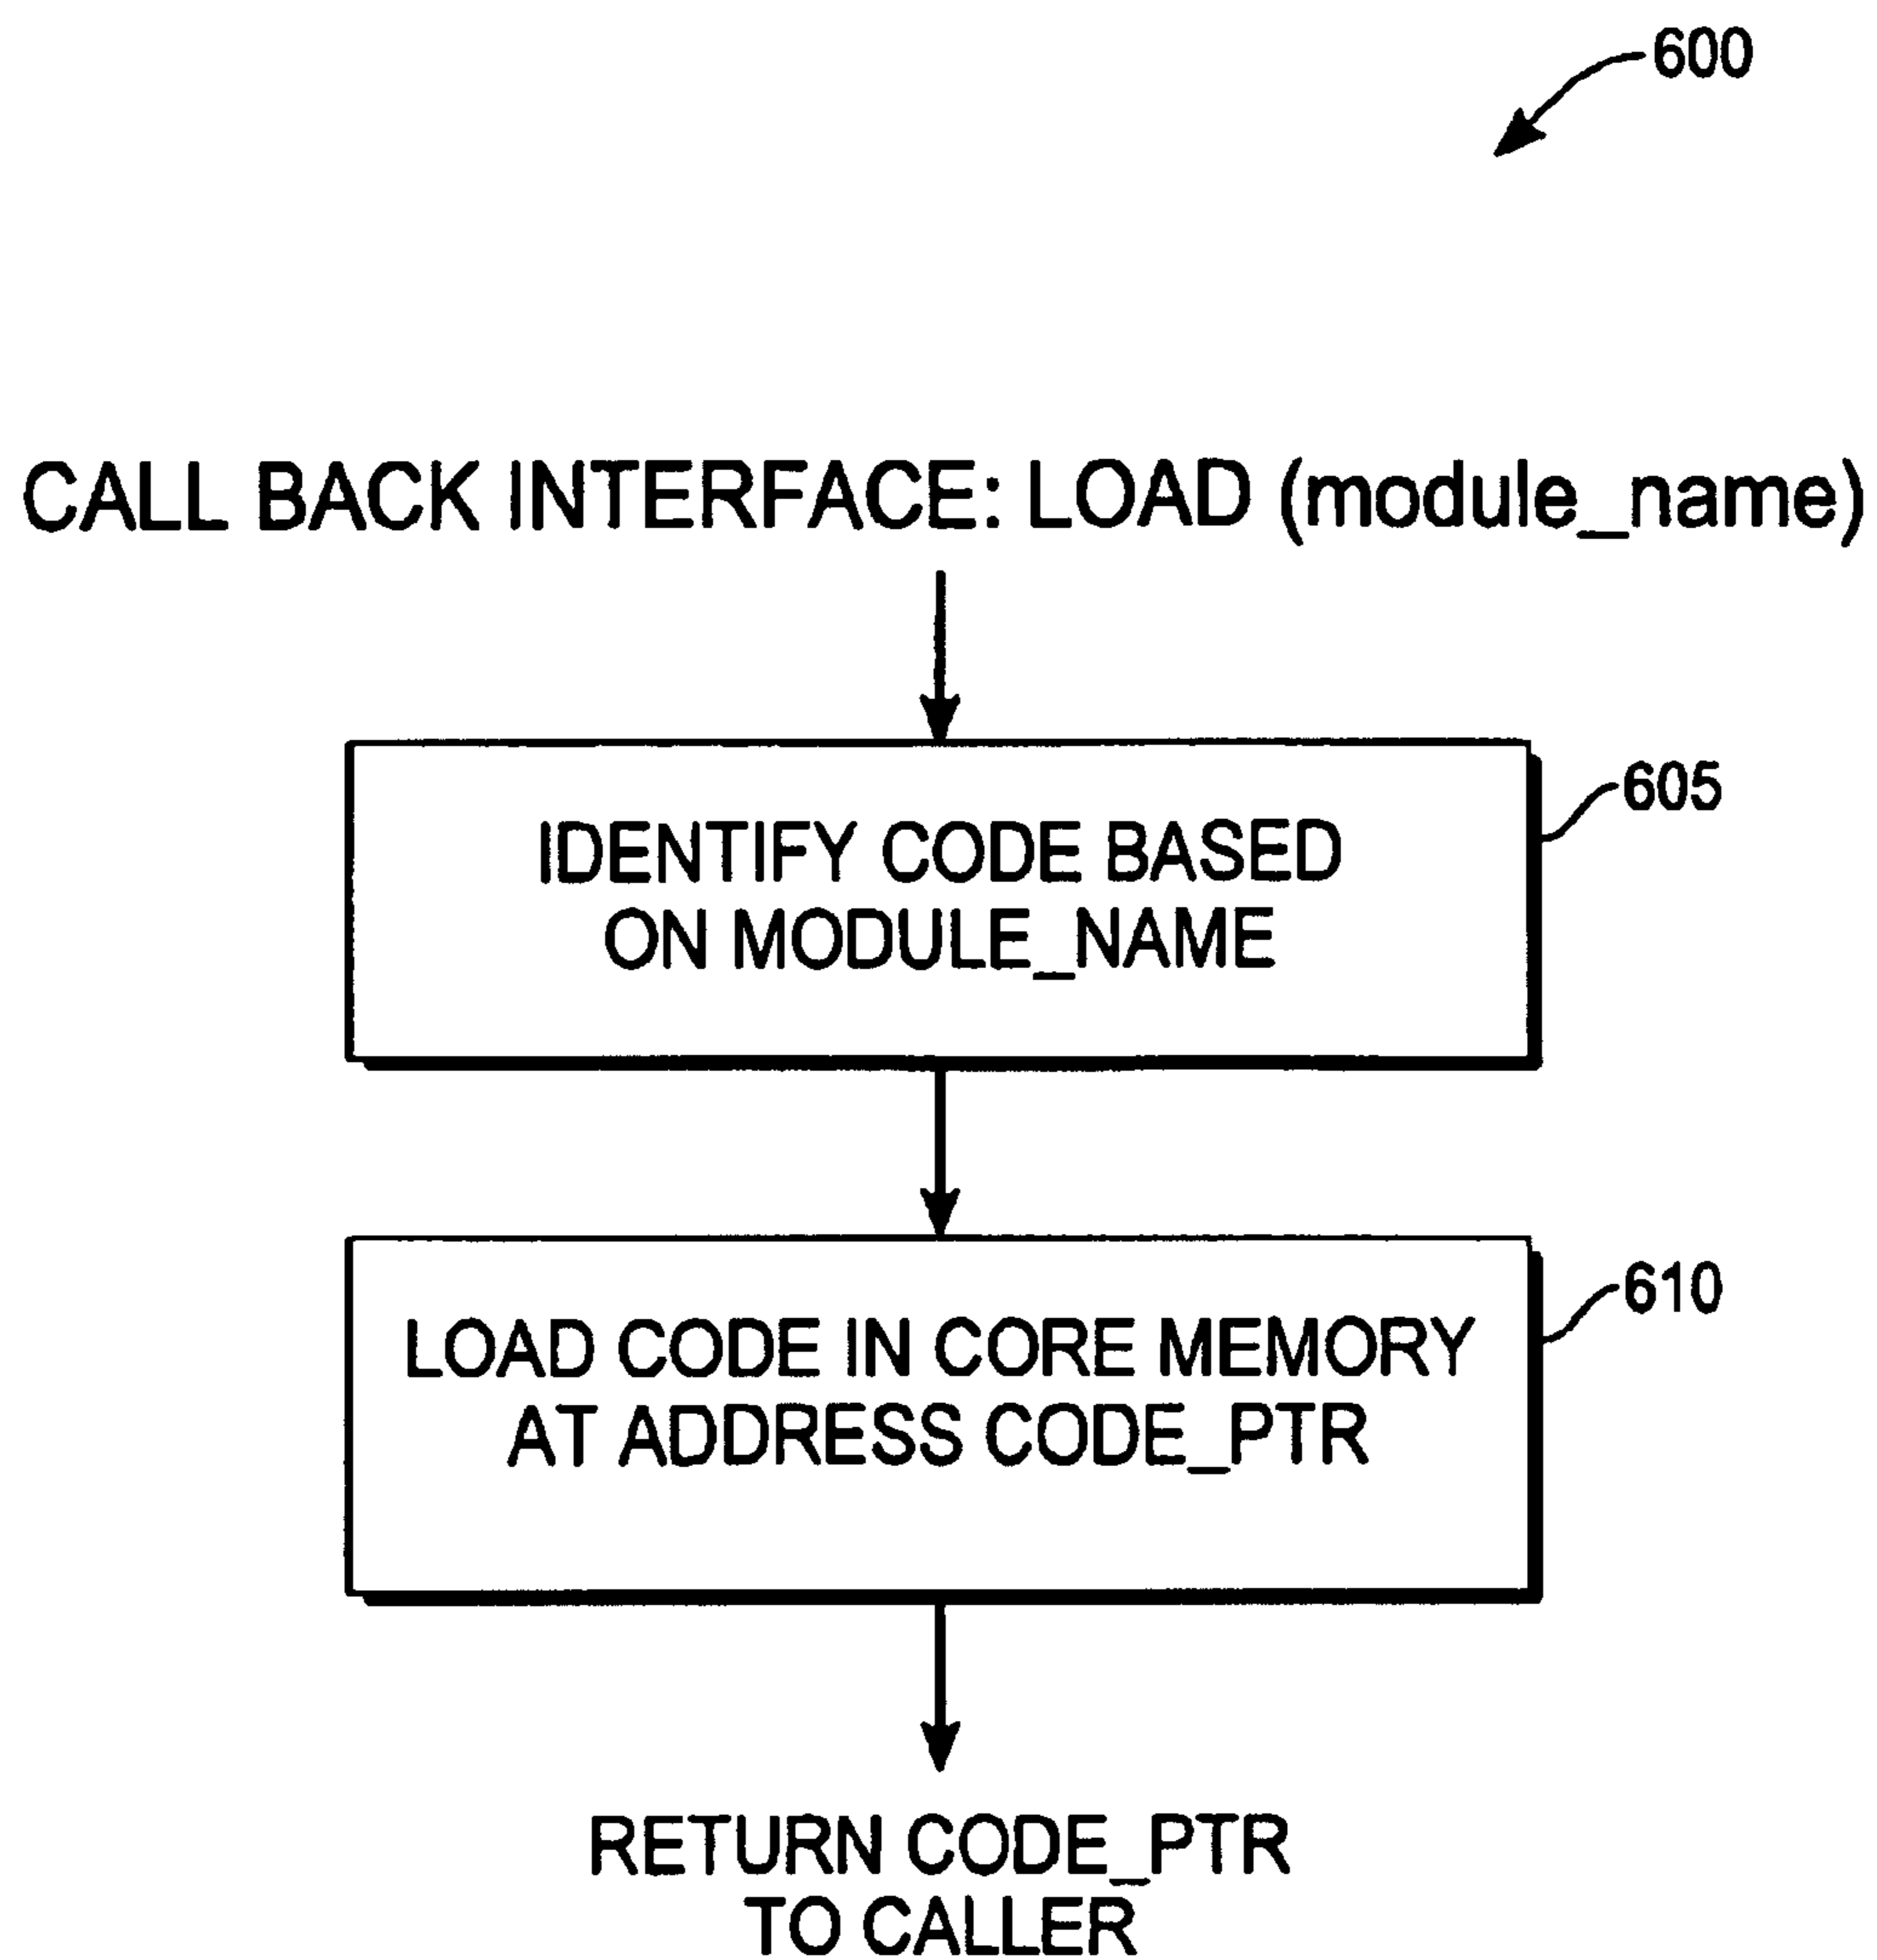 600
CALL BACK INTERFACE: LOAD (module_name)
605
IDENTIFY CODE BASED
ON MODULE_NAME
610
LOAD CODE IN CORE MEMORY
AT ADDRESS CODE_PTR
RETURN CODE_PTR
TO CALLER